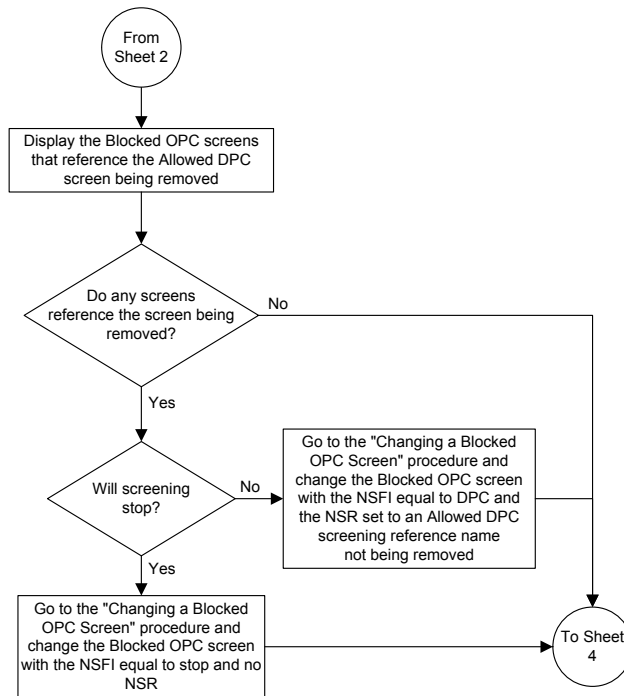 From
Sheet 2
Display the Blocked OPC screens
that reference the Allowed DPC
screen being removed
Do any screens
reference the screen being
removed?
No
Yes
Will screening
stop?
No
Go to the "Changing a Blocked
OPC Screen" procedure and
change the Blocked OPC screen
with the NSFI equal to DPC and
the NSR set to an Allowed DPC
screening reference name
not being removed
Yes
Go to the "Changing a Blocked
OPC Screen" procedure and
change the Blocked OPC screen
with the NSFI equal to stop and no
NSR
To Sheet
4